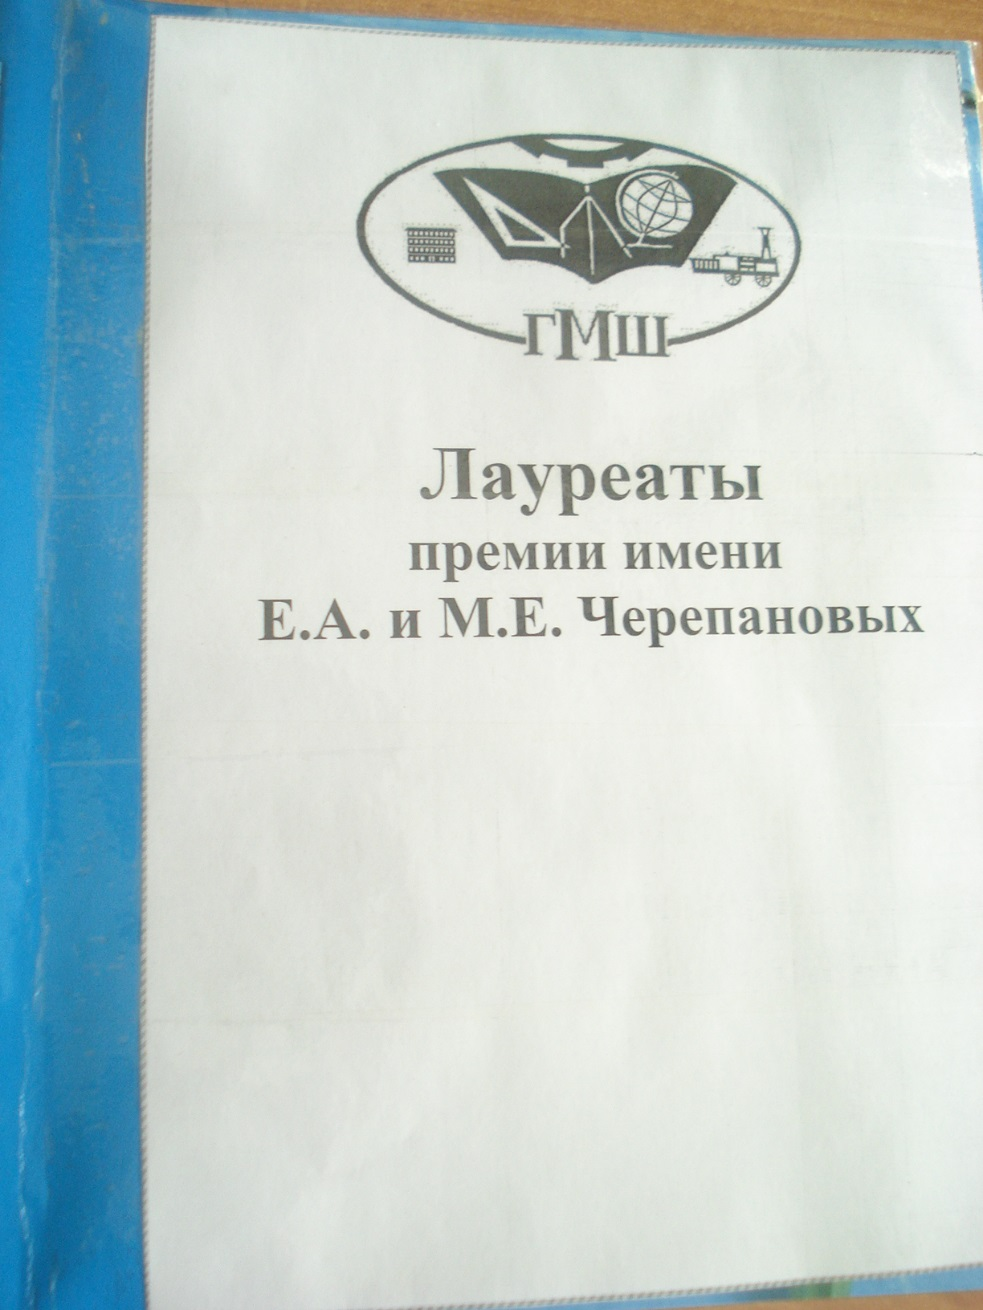 ГМШ
Лауреаты
премии имени
Е.А. и М.Е. Черепановых